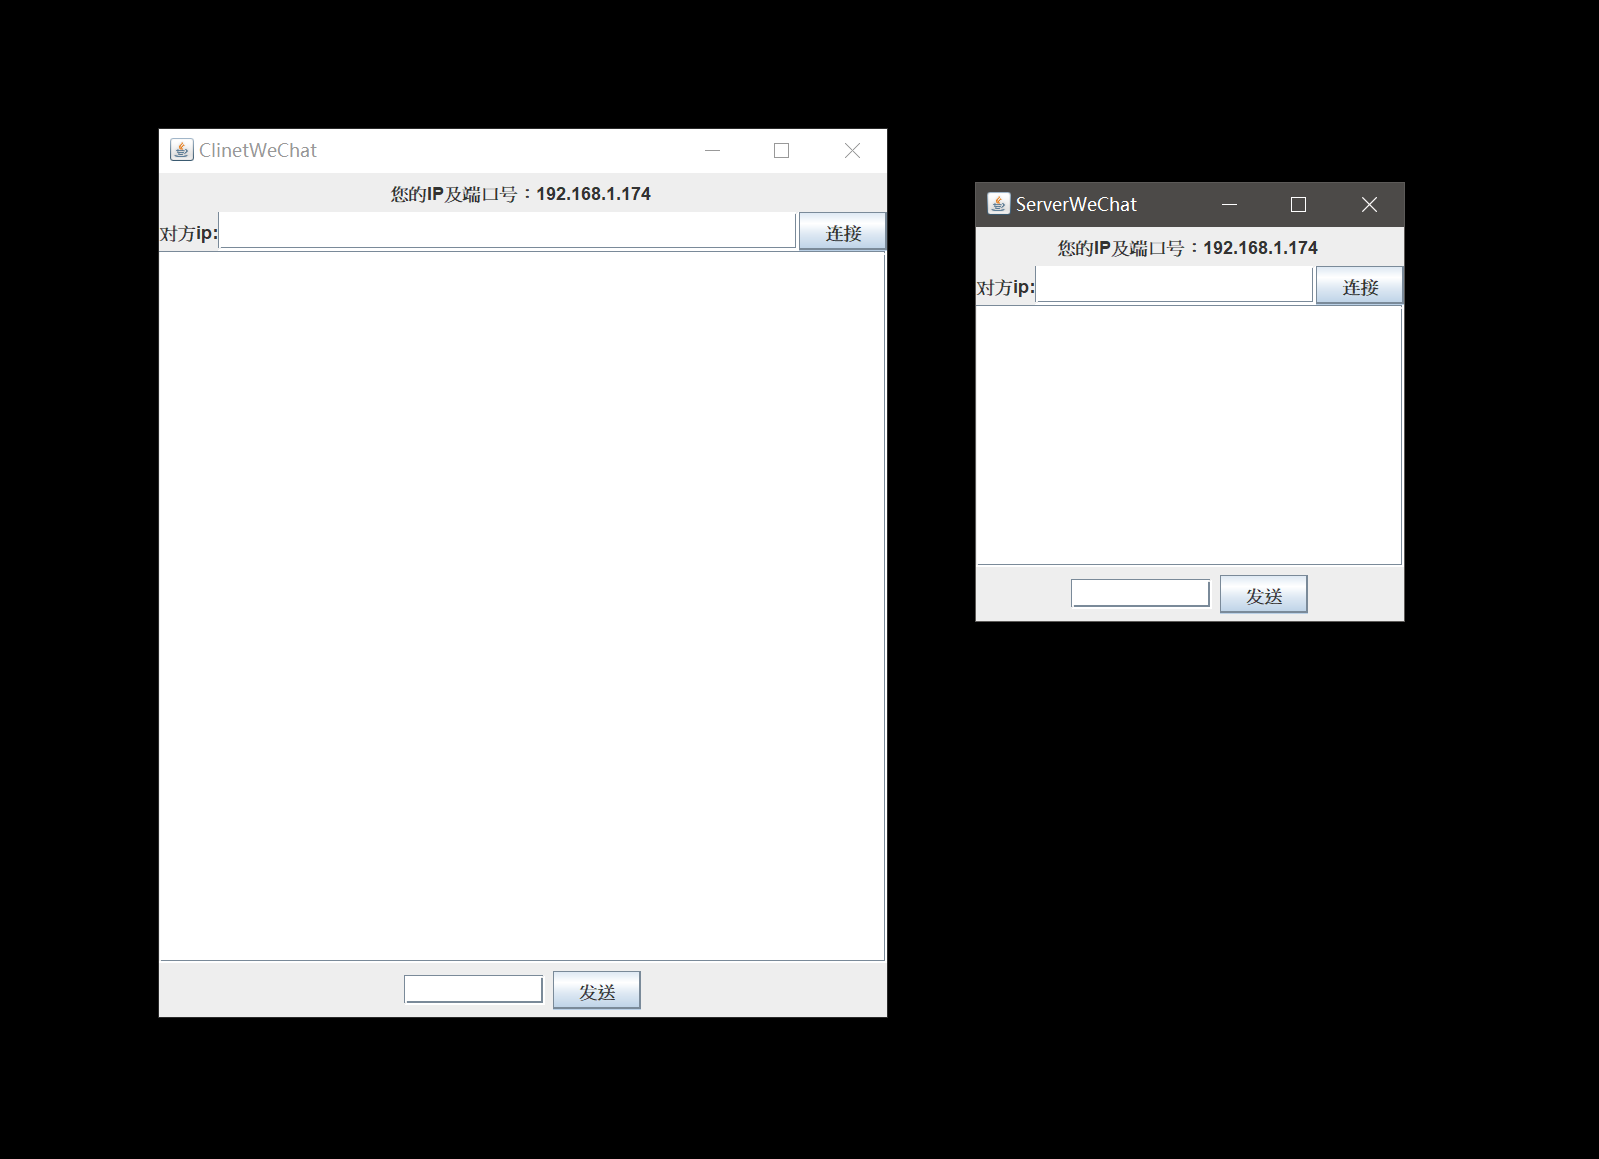 ClinetWeChat
您的IP及端口号：192.168.1.174
对方ip:
连接
发送
ServerWeChat
您的IP及端口号：192.168.1.174
对方ip:
连接
发送